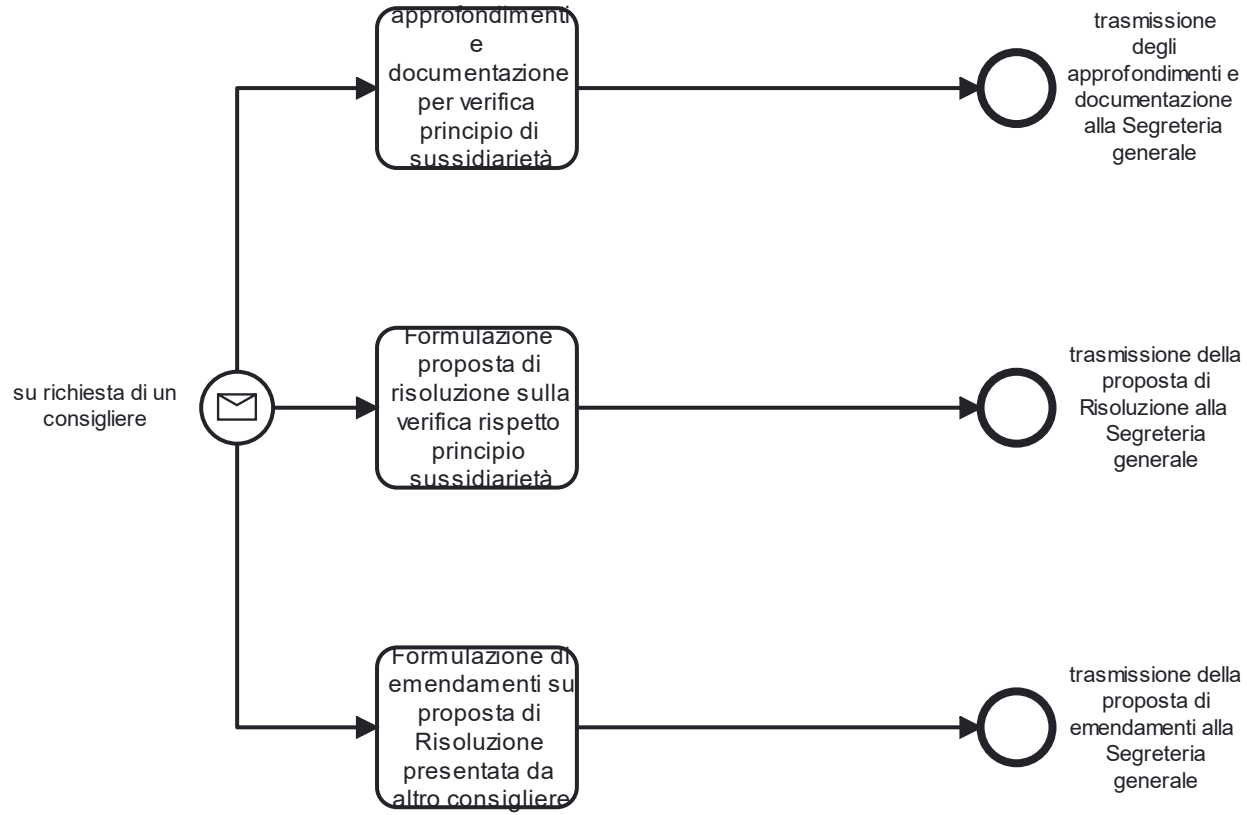 approfondimenti
e
documentazione
per verifica
principio di
sussidiarietà
trasmissione
degli
approfondimenti e
documentazione
alla Segreteria
generale
su richiesta di un
consigliere
Formulazione
proposta di
risoluzione sulla
verifica rispetto
principio
sussidiarietà
trasmissione della
proposta di
Risoluzione alla
Segreteria
generale
Formulazione di
emendamenti su
proposta di
Risoluzione
presentata da
altro consigliere
trasmissione della
proposta di
emendamenti alla
Segreteria
generale